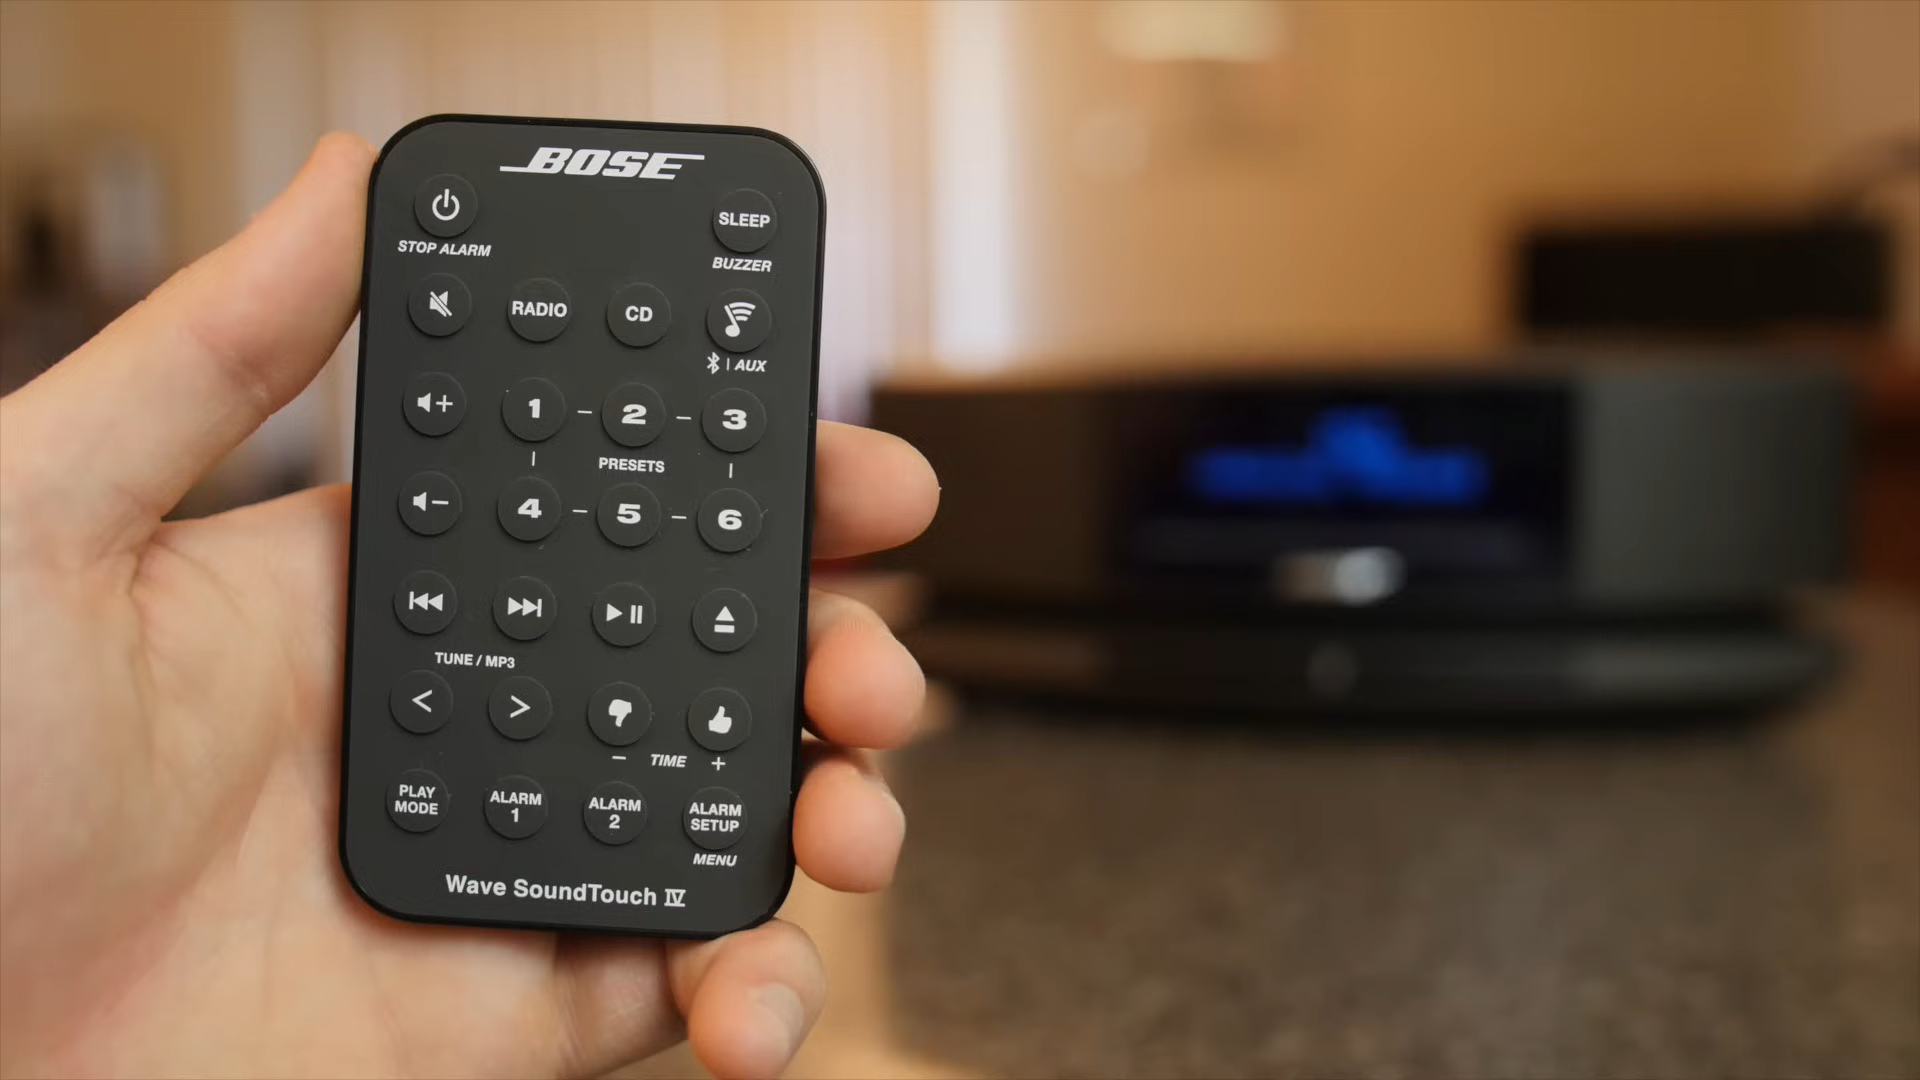 BOSE
SLEEP
STOP ALARM
BUZZER
RADIO
CD
| AUX
+
1 - 2 - 3
| PRESETS |
-
4 - 5 - 6
TUNE / MP3
< >
- TIME +
PLAY MODE
ALARM 1
ALARM 2
ALARM SETUP
MENU
Wave SoundTouch IV